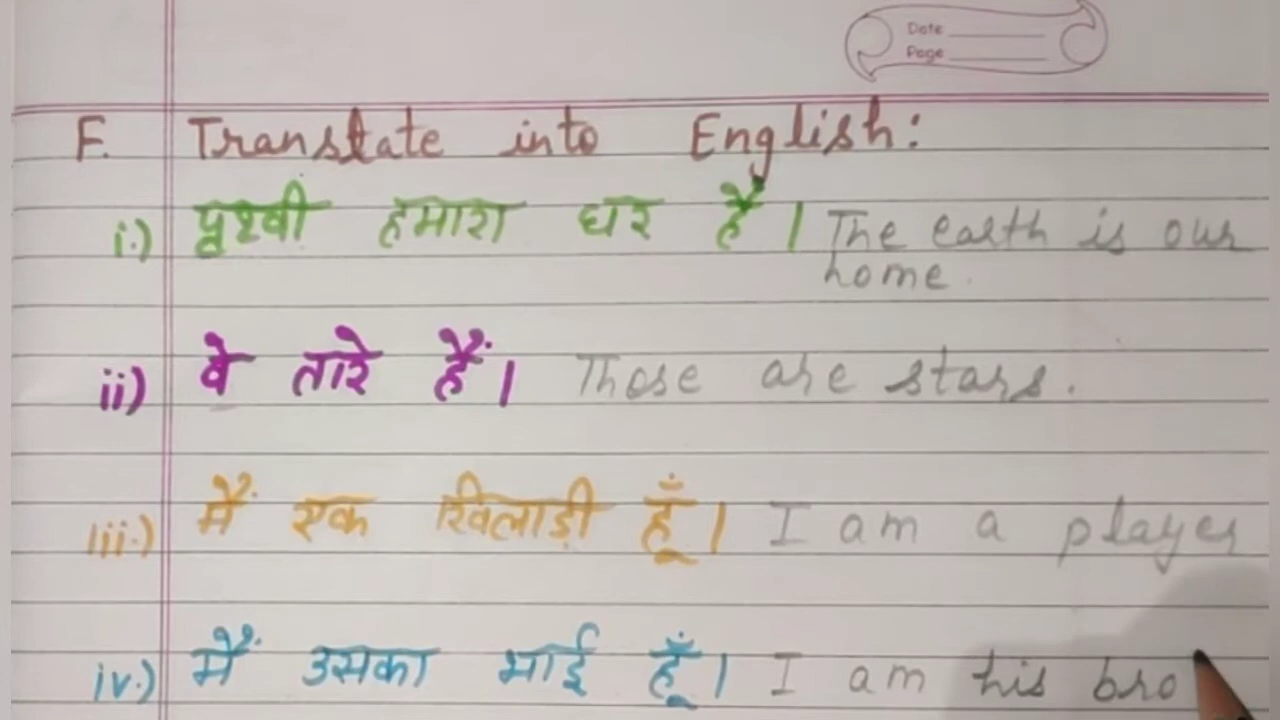 Date
Page
F. Translate into English:
i.) पृथ्वी हमारा घर है। The earth is our
home.
ii) वे तारे हैं। Those are stars.
iii.) मैं एक खिलाड़ी हूँ। I am a player
iv.) मैं उसका भाई हूँ। I am his bro